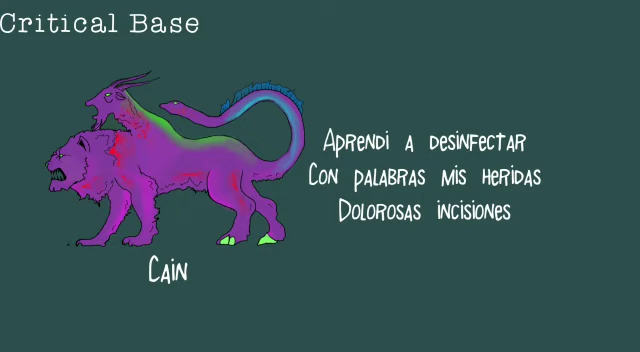 Critical Base
Aprendi a desinfectar
Con palabras mis heridas
Dolorosas incisiones
Cain